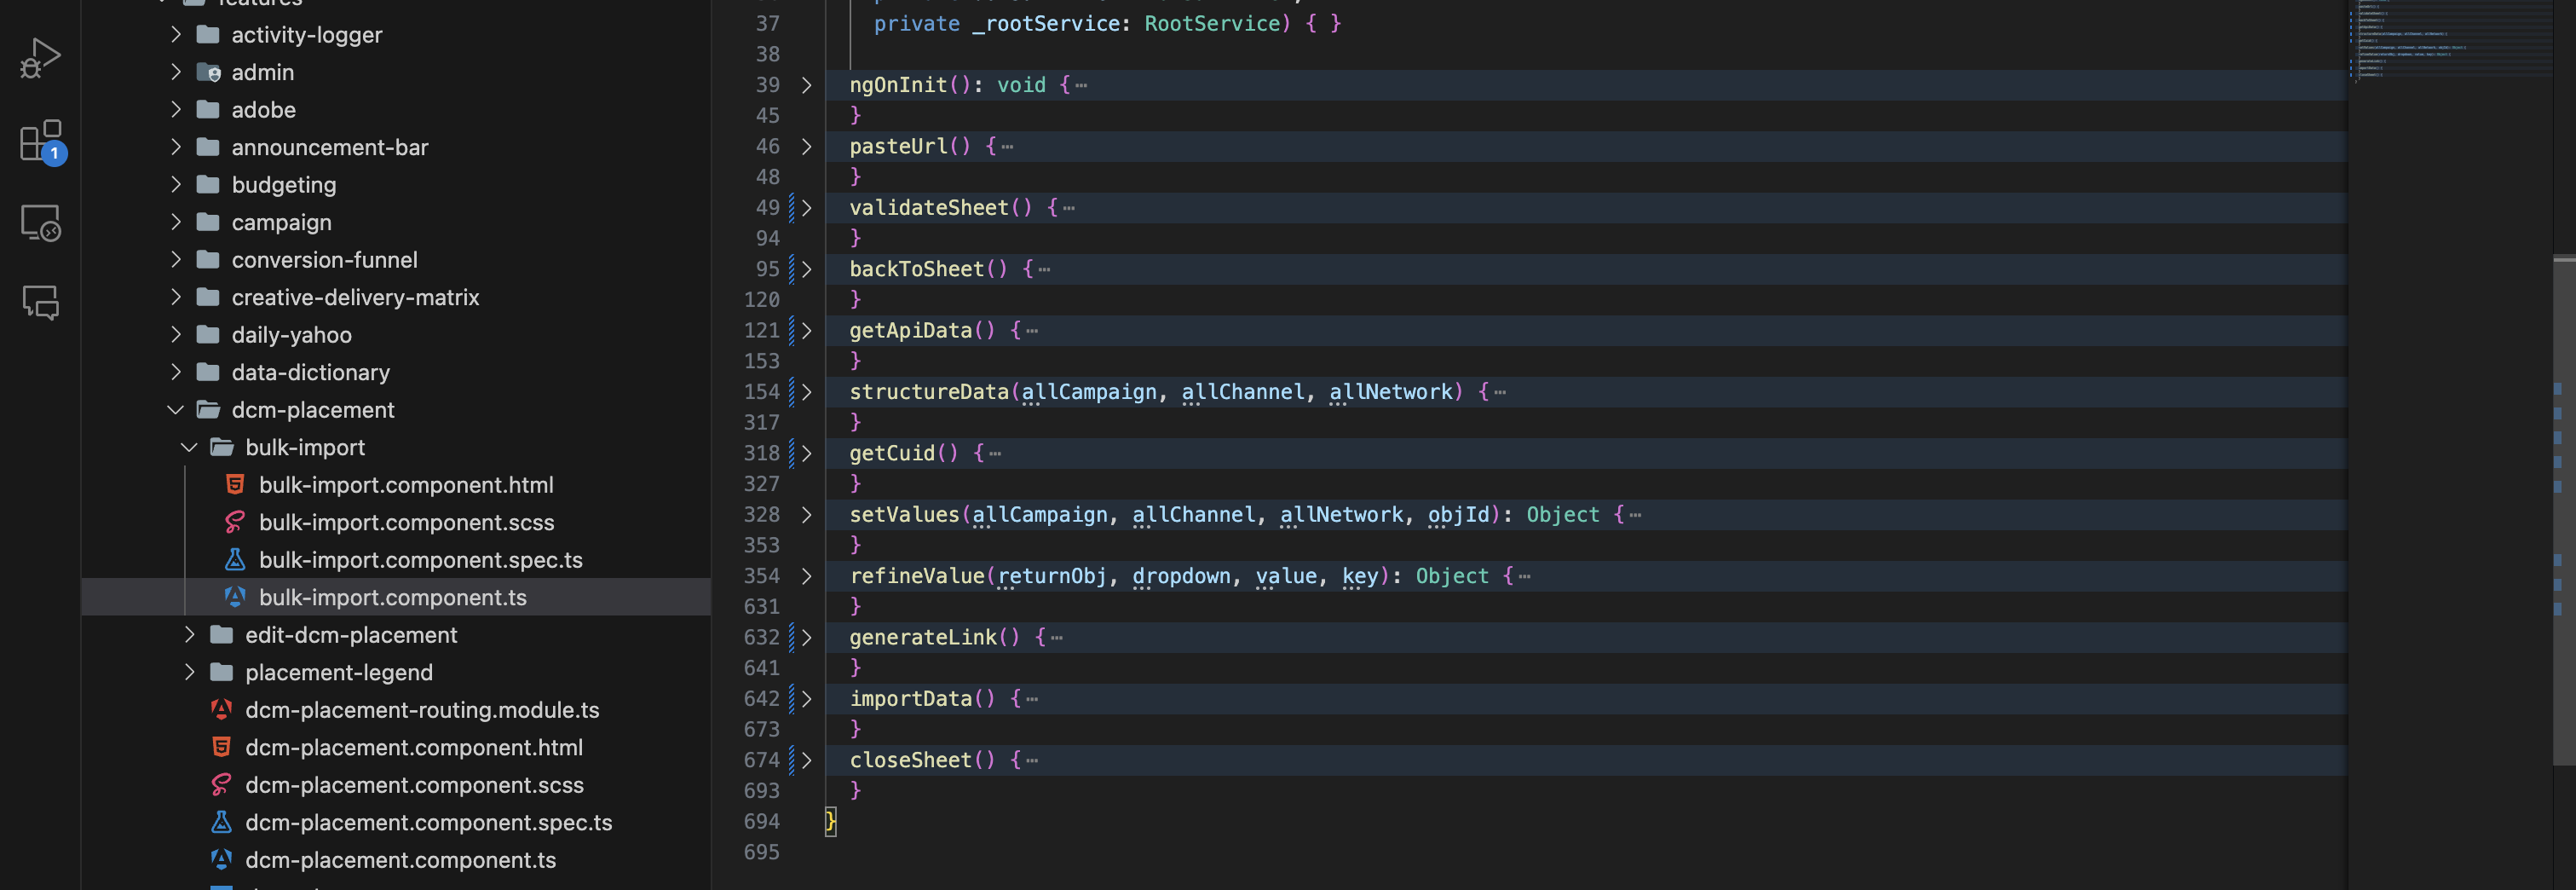 features
activity-logger
admin
adobe
announcement-bar
budgeting
campaign
conversion-funnel
creative-delivery-matrix
daily-yahoo
data-dictionary
dcm-placement
bulk-import
bulk-import.component.html
bulk-import.component.scss
bulk-import.component.spec.ts
bulk-import.component.ts
edit-dcm-placement
placement-legend
dcm-placement-routing.module.ts
dcm-placement.component.html
dcm-placement.component.scss
dcm-placement.component.spec.ts
dcm-placement.component.ts
1
37 private _rootService: RootService) { }
38
39 ngOnInit(): void {⋯
45 }
46 pasteUrl() {⋯
48 }
49 validateSheet() {⋯
94 }
95 backToSheet() {⋯
120 }
121 getApiData() {⋯
153 }
154 structureData(allCampaign, allChannel, allNetwork) {⋯
317 }
318 getCuid() {⋯
327 }
328 setValues(allCampaign, allChannel, allNetwork, objId): Object {⋯
353 }
354 refineValue(returnObj, dropdown, value, key): Object {⋯
631 }
632 generateLink() {⋯
641 }
642 importData() {⋯
673 }
674 closeSheet() {⋯
693 }
694 }
695